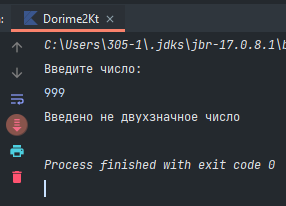 Dorime2Kt
C:\Users\305-1\.jdks\jbr-17.0.8.1\b
Введите число:
999
Введено не двухзначное число
Process finished with exit code 0